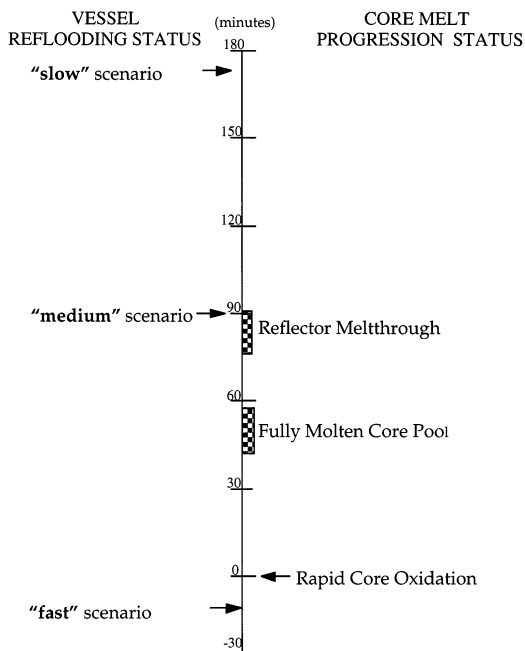 VESSEL
REFLOODING STATUS
(minutes)
CORE MELT
PROGRESSION STATUS
180
"slow" scenario
150
120
90
"medium" scenario
Reflector Meltthrough
60
Fully Molten Core Pool
30
0
Rapid Core Oxidation
"fast" scenario
-30